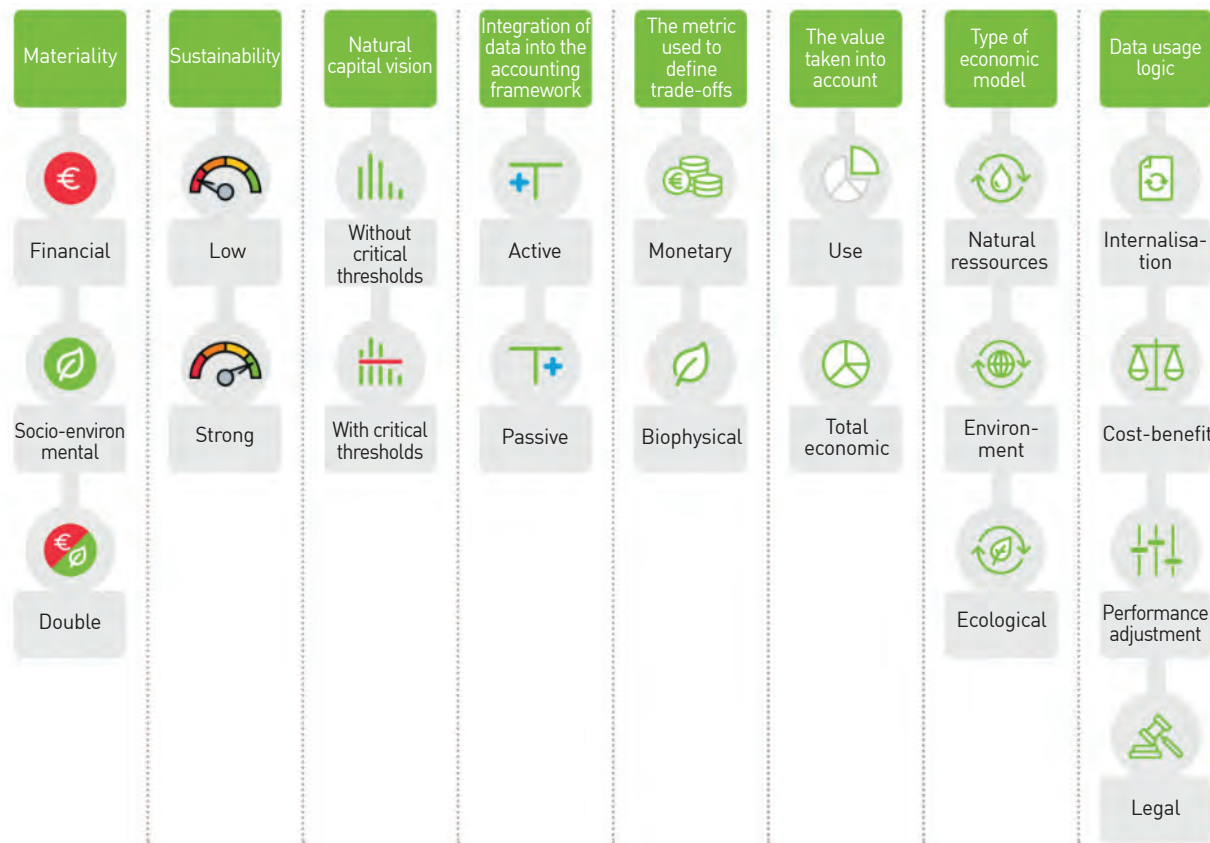 Materiality
Sustainability
Natural
capital vision
Integration of
data into the
accounting
framework
The metric
used to
define
trade-offs
The value
taken into
account
Type of
economic
model
Data usage
logic
€
Financial
Low
Without
critical
thresholds
Active
€
Monetary
Use
Natural
ressources
Internalisa-
tion
Socio-environ
mental
Strong
With critical
thresholds
Passive
Biophysical
Total
economic
Environ-
ment
Cost-benefit
€
Double
Ecological
Performance
adjustment
Legal